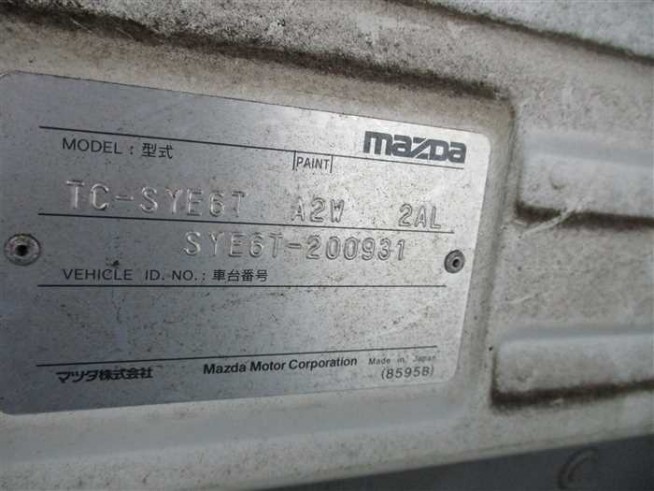 mazda
MODEL : 型式
PAINT
TC-SYE6T A2W 2AL
SYE6T-200931
VEHICLE ID. NO. : 車台番号
マツダ株式会社 Mazda Motor Corporation Made in Japan
(8595B)